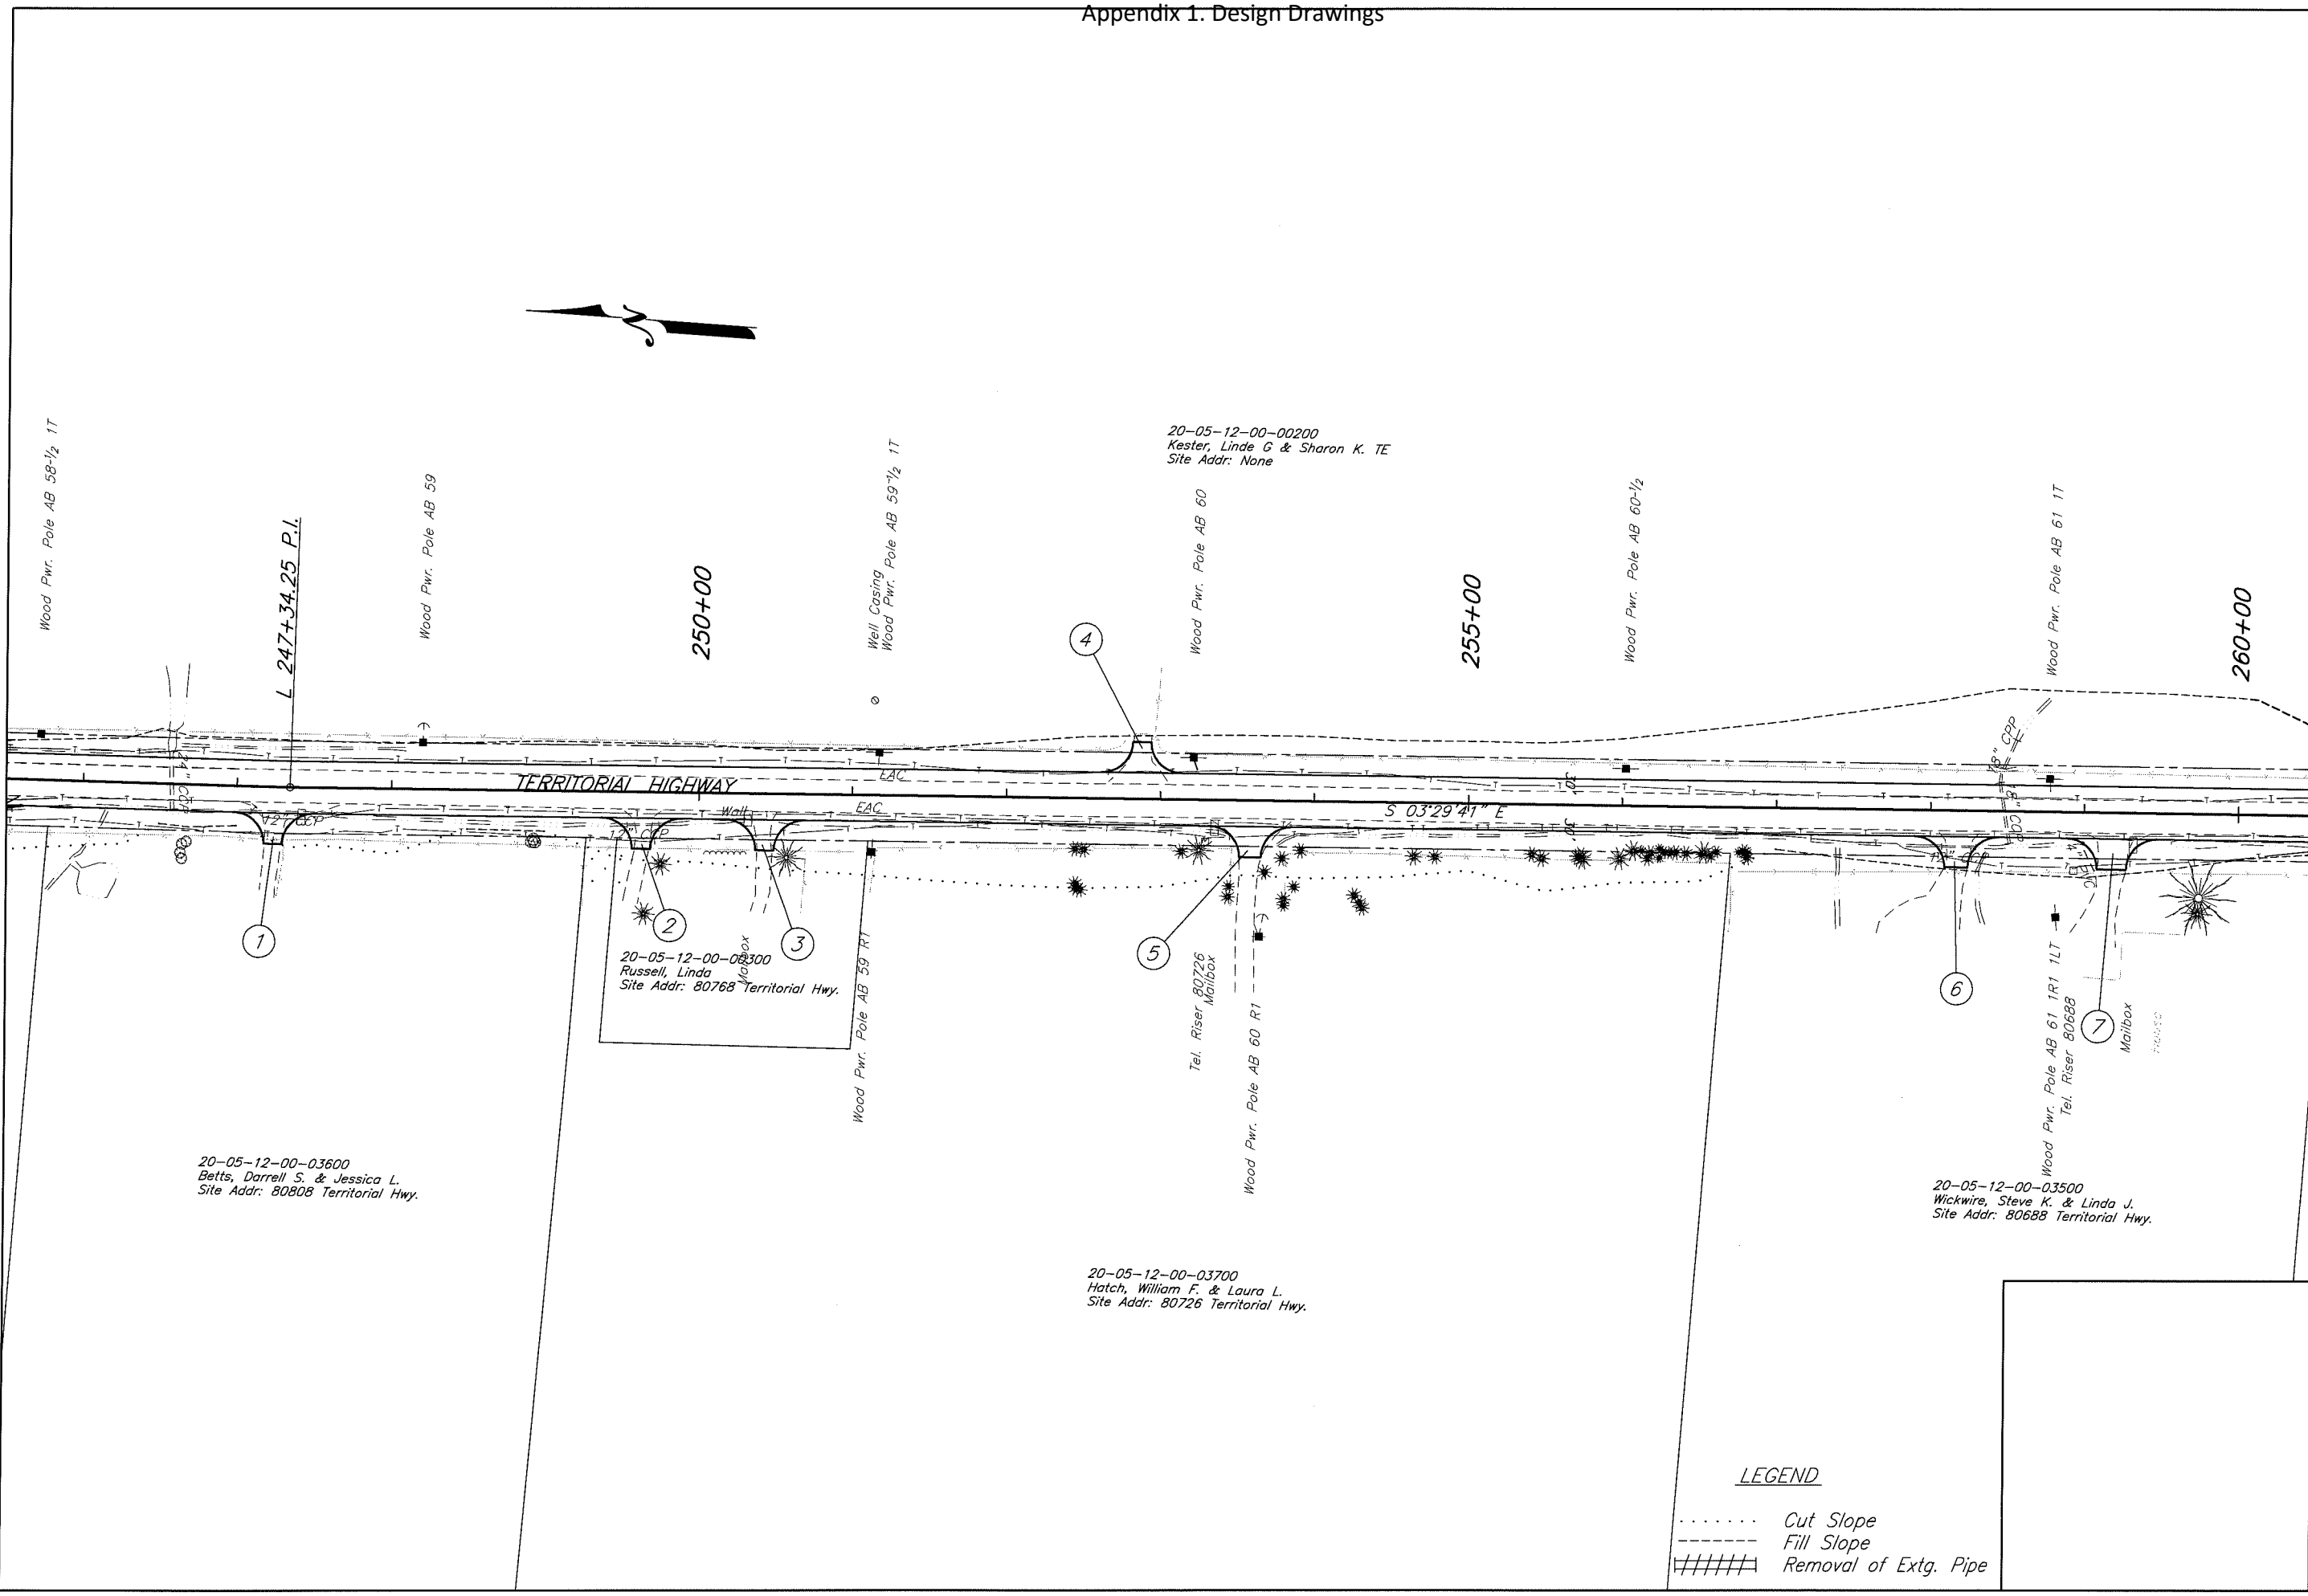 Appendix 1. Design Drawings
Wood Pwr. Pole AB 58-½ 1T
L 247+34.25 P.I.
Wood Pwr. Pole AB 59
250+00
Well Casing
Wood Pwr. Pole AB 59-½ 1T
20-05-12-00-00200
Kester, Linde G & Sharon K. TE
Site Addr: None
4
Wood Pwr. Pole AB 60
255+00
Wood Pwr. Pole AB 60-½
Wood Pwr. Pole AB 61 1T
260+00
N
18" CPP
TERRITORIAL HIGHWAY
EAC
EAC
30'
30'
S 03°29'41" E
Wall
12" CCP
1
2
3
5
6
7
20-05-12-00-00300
Russell, Linda
Site Addr: 80768 Territorial Hwy.
Mailbox
Wood Pwr. Pole AB 59 R1
Tel. Riser 80726
Mailbox
Wood Pwr. Pole AB 60 R1
Wood Pwr. Pole AB 61 1R1 1LT
Tel. Riser 80688
Mailbox
House
20-05-12-00-03600
Betts, Darrell S. & Jessica L.
Site Addr: 80808 Territorial Hwy.
20-05-12-00-03700
Hatch, William F. & Laura L.
Site Addr: 80726 Territorial Hwy.
20-05-12-00-03500
Wickwire, Steve K. & Linda J.
Site Addr: 80688 Territorial Hwy.
LEGEND
Cut Slope
Fill Slope
Removal of Extg. Pipe